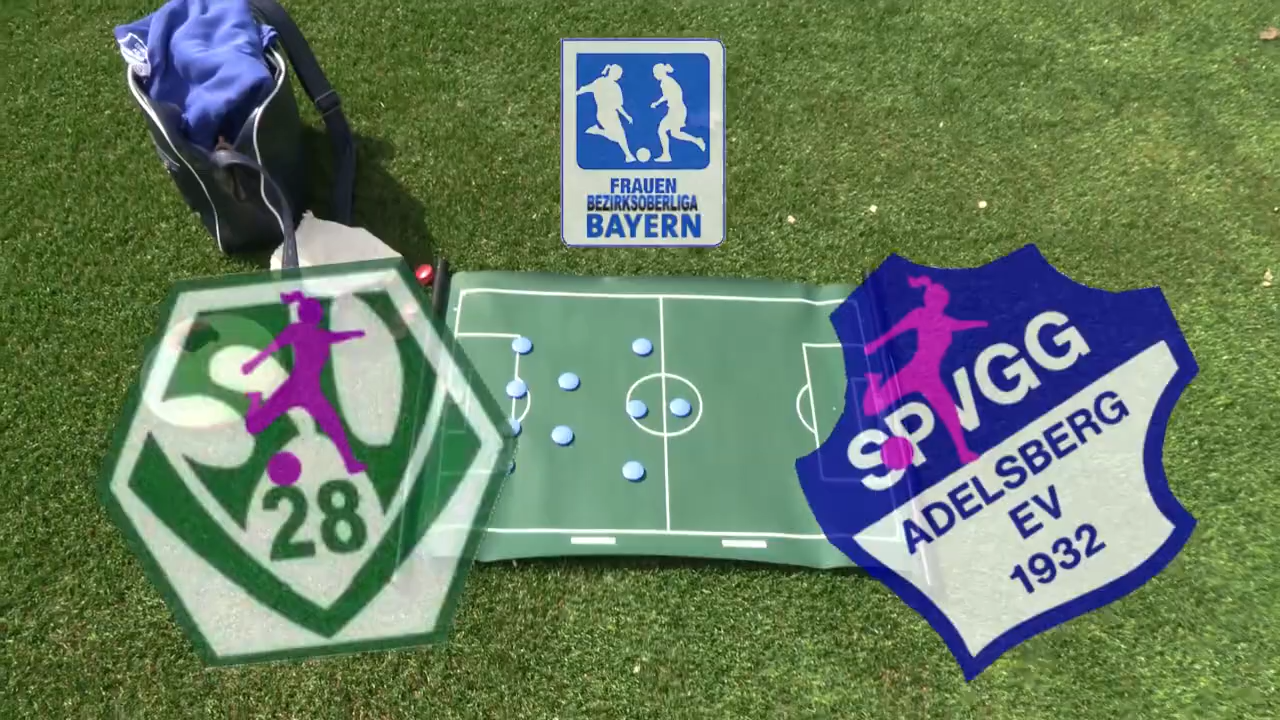 FRAUEN
BEZIRKSOBERLIGA
BAYERN
28
SPVGG
ADELSBERG
EV
1932